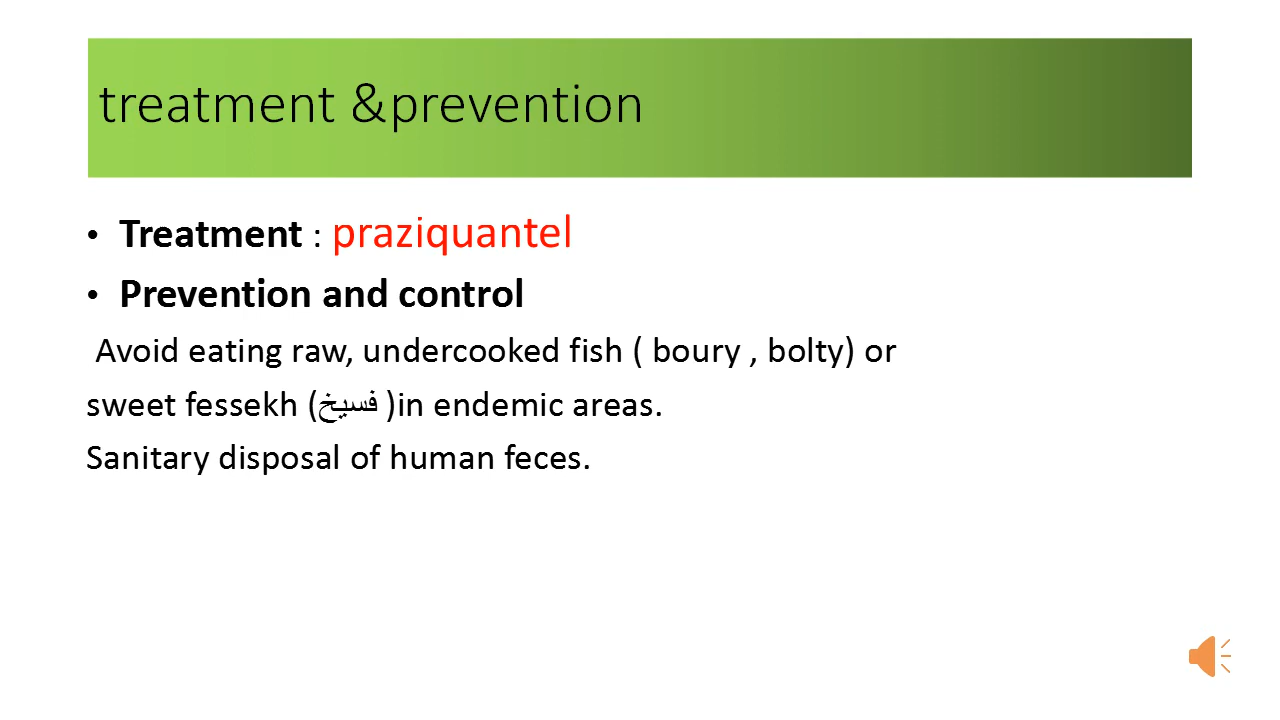 treatment &prevention
• Treatment : praziquantel
• Prevention and control
Avoid eating raw, undercooked fish ( boury , bolty) or
sweet fessekh (فسيخ )in endemic areas.
Sanitary disposal of human feces.